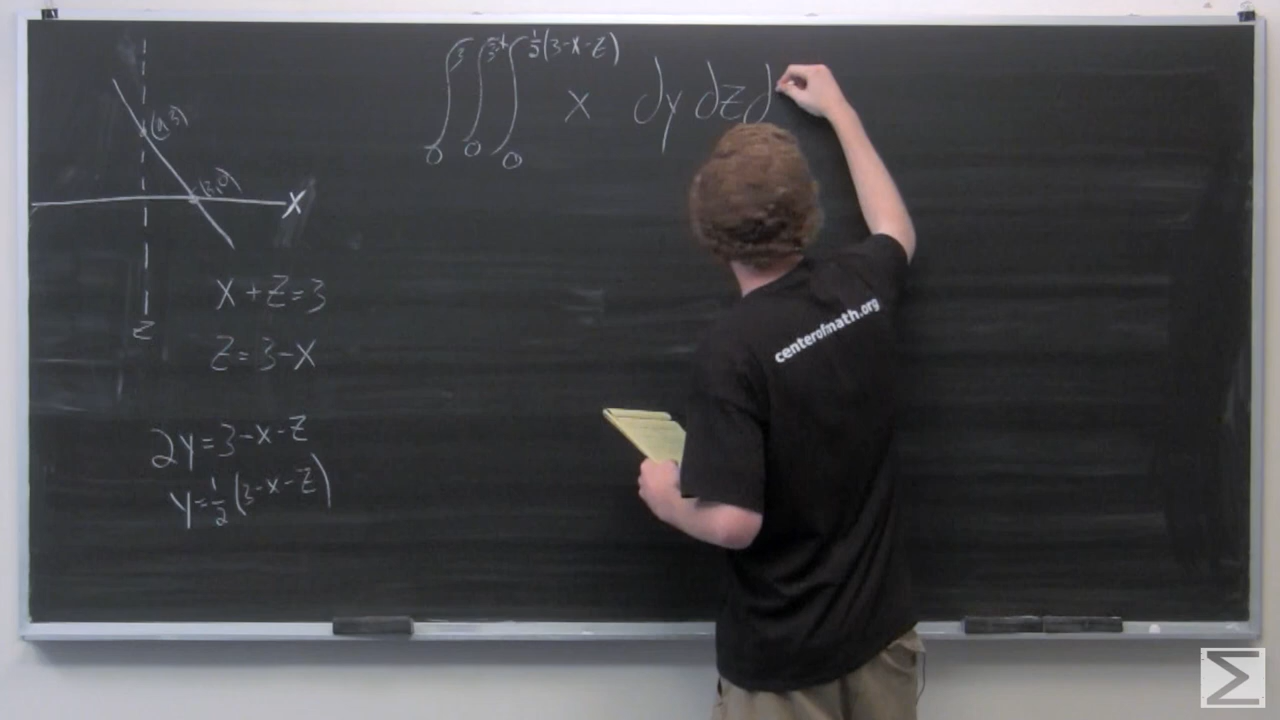 ∫₀³ ∫₀^{3-x} ∫₀^{½(3-x-z)} x dy dz d
(0,3)
(3,0)
X
Z
X+Z=3
Z=3-X
2Y=3-X-Z
Y=½(3-X-Z)
centerofmath.org
Σ